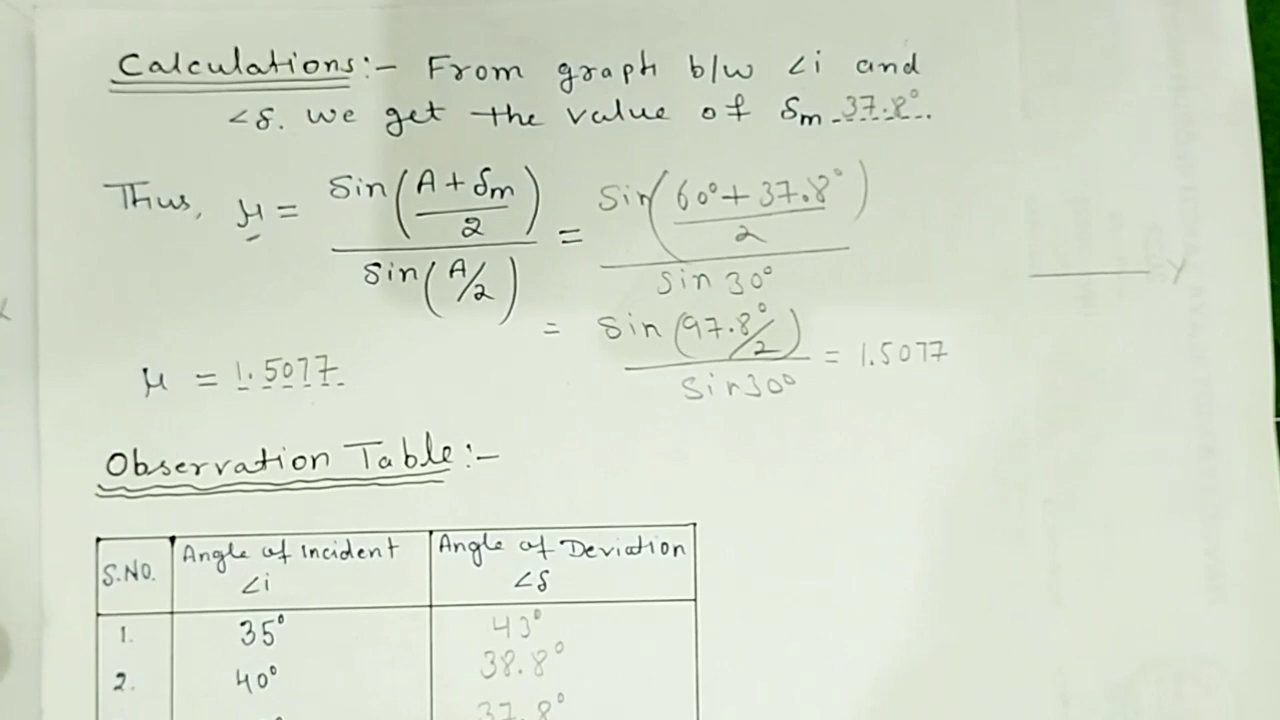 Calculations:- From graph b/w ∠i and
∠δ. We get the value of δm 37.8°.
Thus, μ = sin(A + δm / 2) / sin(A/2) = sin(60° + 37.8° / 2) / sin 30°
= sin(97.8°/2) / sin 30° = 1.5077
μ = 1.5077
Observation Table:-
S.NO. Angle of Incident ∠i Angle of Deviation ∠δ
1. 35° 43°
2. 40° 38.8°
37.8°